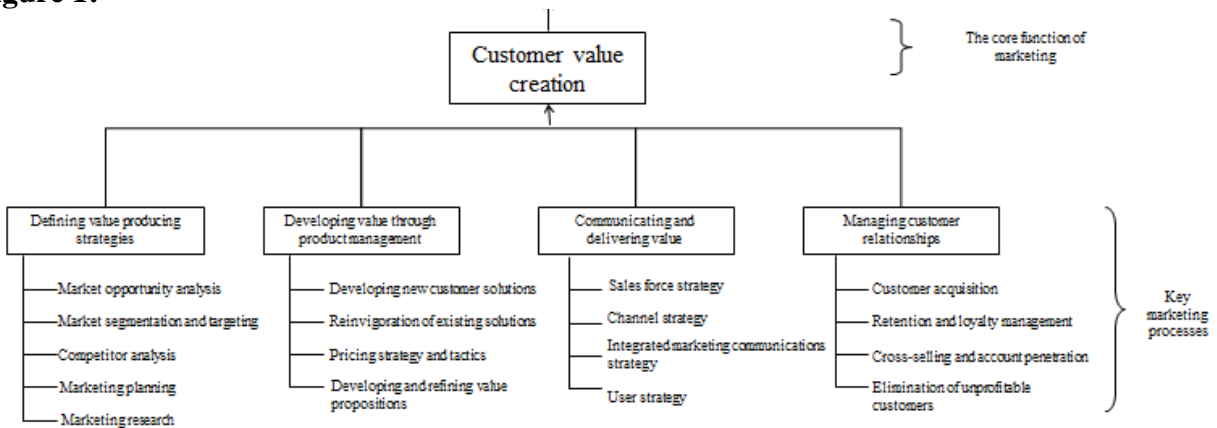 Customer value
creation
The core function of
marketing
Defining value producing
strategies
Market opportunity analysis
Market segmentation and targeting
Competitor analysis
Marketing planning
Marketing research
Developing value through
product management
Developing new customer solutions
Reinvigoration of existing solutions
Pricing strategy and tactics
Developing and refining value
propositions
Communicating and
delivering value
Sales force strategy
Channel strategy
Integrated marketing communications
strategy
User strategy
Managing customer
relationships
Customer acquisition
Retention and loyalty management
Cross-selling and account penetration
Elimination of unprofitable
customers
Key
marketing
processes